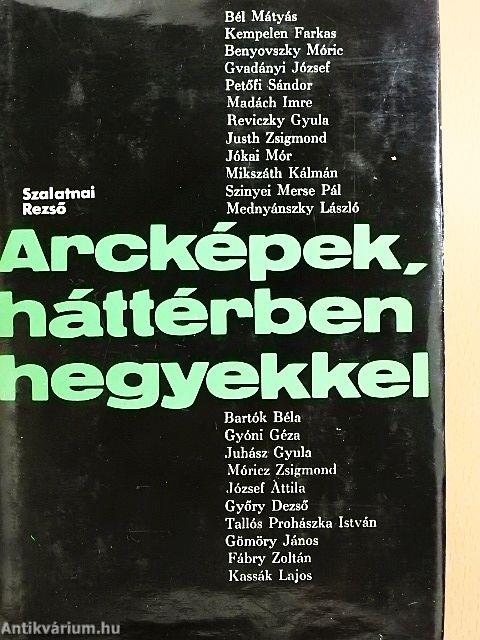 Bél Mátyás
Kempelen Farkas
Benyovszky Móric
Gvadányi József
Petőfi Sándor
Madách Imre
Reviczky Gyula
Justh Zsigmond
Jókai Mór
Mikszáth Kálmán
Szinyei Merse Pál
Mednyánszky László
Szalatnai
Rezső
Arcképek,
háttérben
hegyekkel
Bartók Béla
Gyóni Géza
Juhász Gyula
Móricz Zsigmond
József Attila
Győry Dezső
Tallós Prohászka István
Gömöry János
Fábry Zoltán
Kassák Lajos
Antikvárium.hu